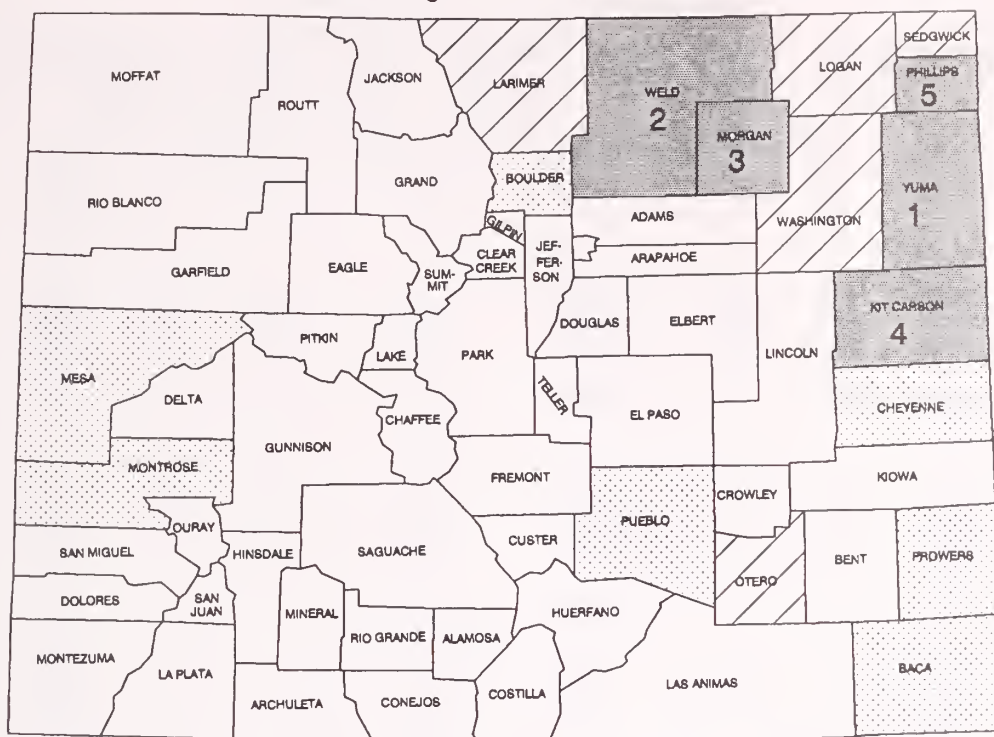 SEDGWICK
MOFFAT
JACKSON
LARIMER
LOGAN
PHILLIPS
5
ROUTT
WELD
2
MORGAN
3
GRAND
BOULDER
YUMA
1
RIO BLANCO
ADAMS
WASHINGTON
GILPIN
CLEAR
CREEK
JEF-
FER-
SON
ARAPAHOE
GARFIELD
EAGLE
SUM-
MIT
KIT CARSON
4
DOUGLAS
ELBERT
PITKIN
LAKE
PARK
LINCOLN
MESA
DELTA
TELLER
CHEYENNE
CHAFFEE
EL PASO
GUNNISON
MONTROSE
FREMONT
KIOWA
CROWLEY
PUEBLO
OURAY
CUSTER
SAN MIGUEL
HINSDALE
SAGUACHE
BENT
PROWERS
OTERO
DOLORES
SAN
JUAN
MINERAL
HUERFANO
RIO GRANDE
ALAMOSA
MONTEZUMA
LA PLATA
BACA
LAS ANIMAS
COSTILLA
ARCHULETA
CONEJOS